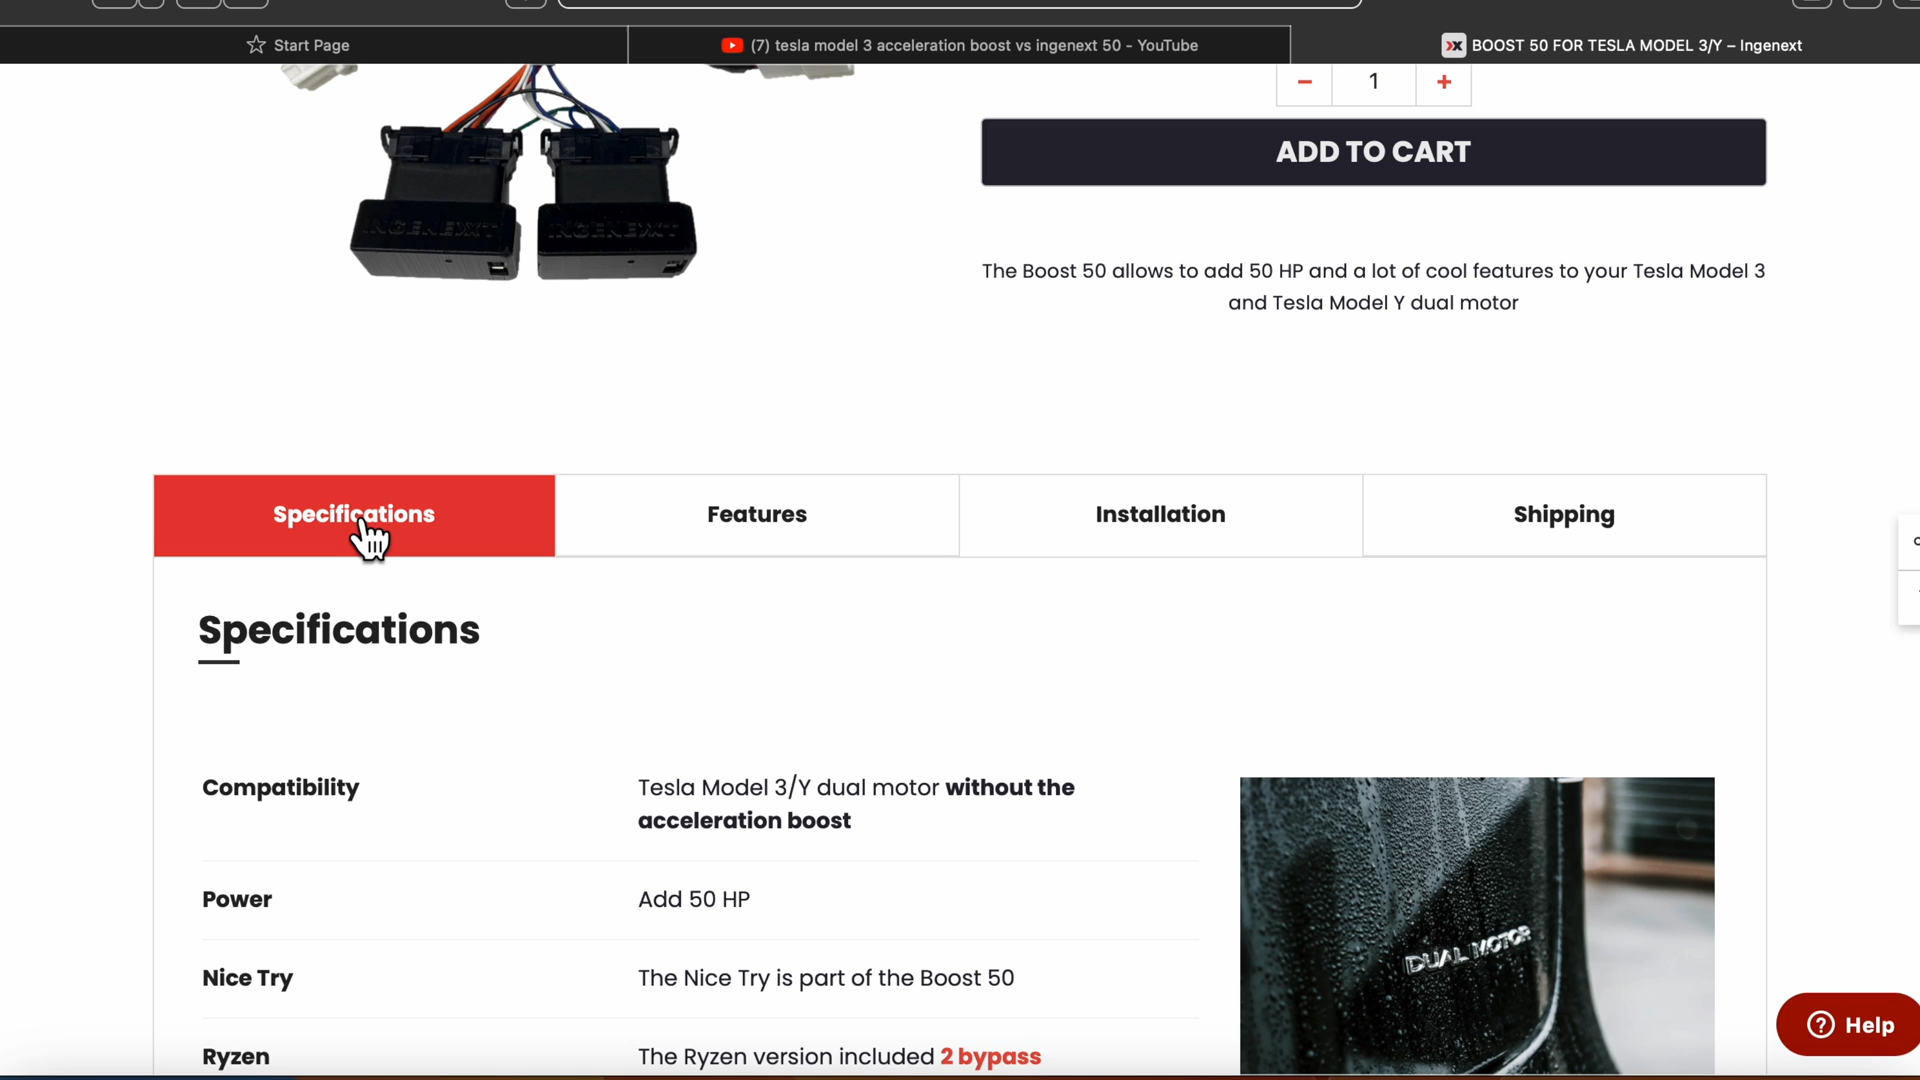 Start Page
(7) tesla model 3 acceleration boost vs ingenext 50 - YouTube
BOOST 50 FOR TESLA MODEL 3/Y – Ingenext
1
ADD TO CART
INGENEXT
INGENEXT
The Boost 50 allows to add 50 HP and a lot of cool features to your Tesla Model 3
and Tesla Model Y dual motor
Specifications
Features
Installation
Shipping
Specifications
Compatibility
Tesla Model 3/Y dual motor without the
acceleration boost
Power
Add 50 HP
Nice Try
The Nice Try is part of the Boost 50
Ryzen
The Ryzen version included 2 bypass
DUAL MOTOR
Help